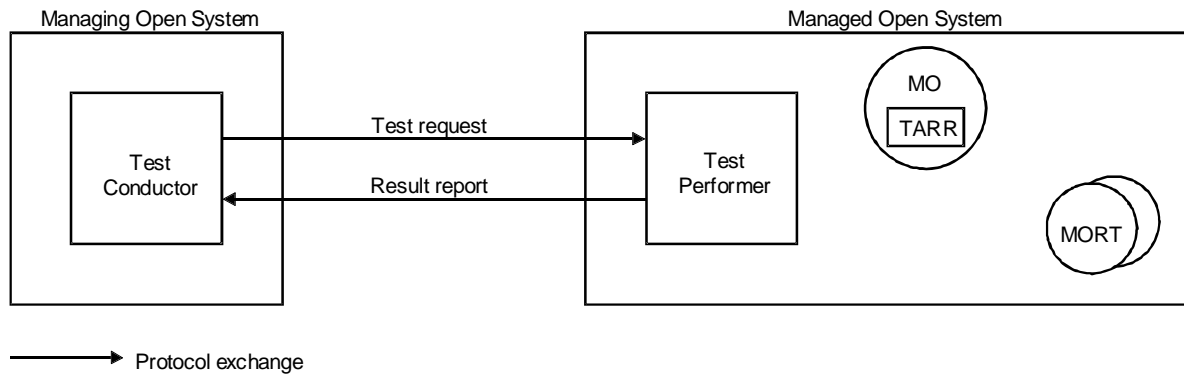 Managing Open System
Managed Open System
MO
TARR
Test request
Test
Conductor
Result report
Test
Performer
MORT
Protocol exchange